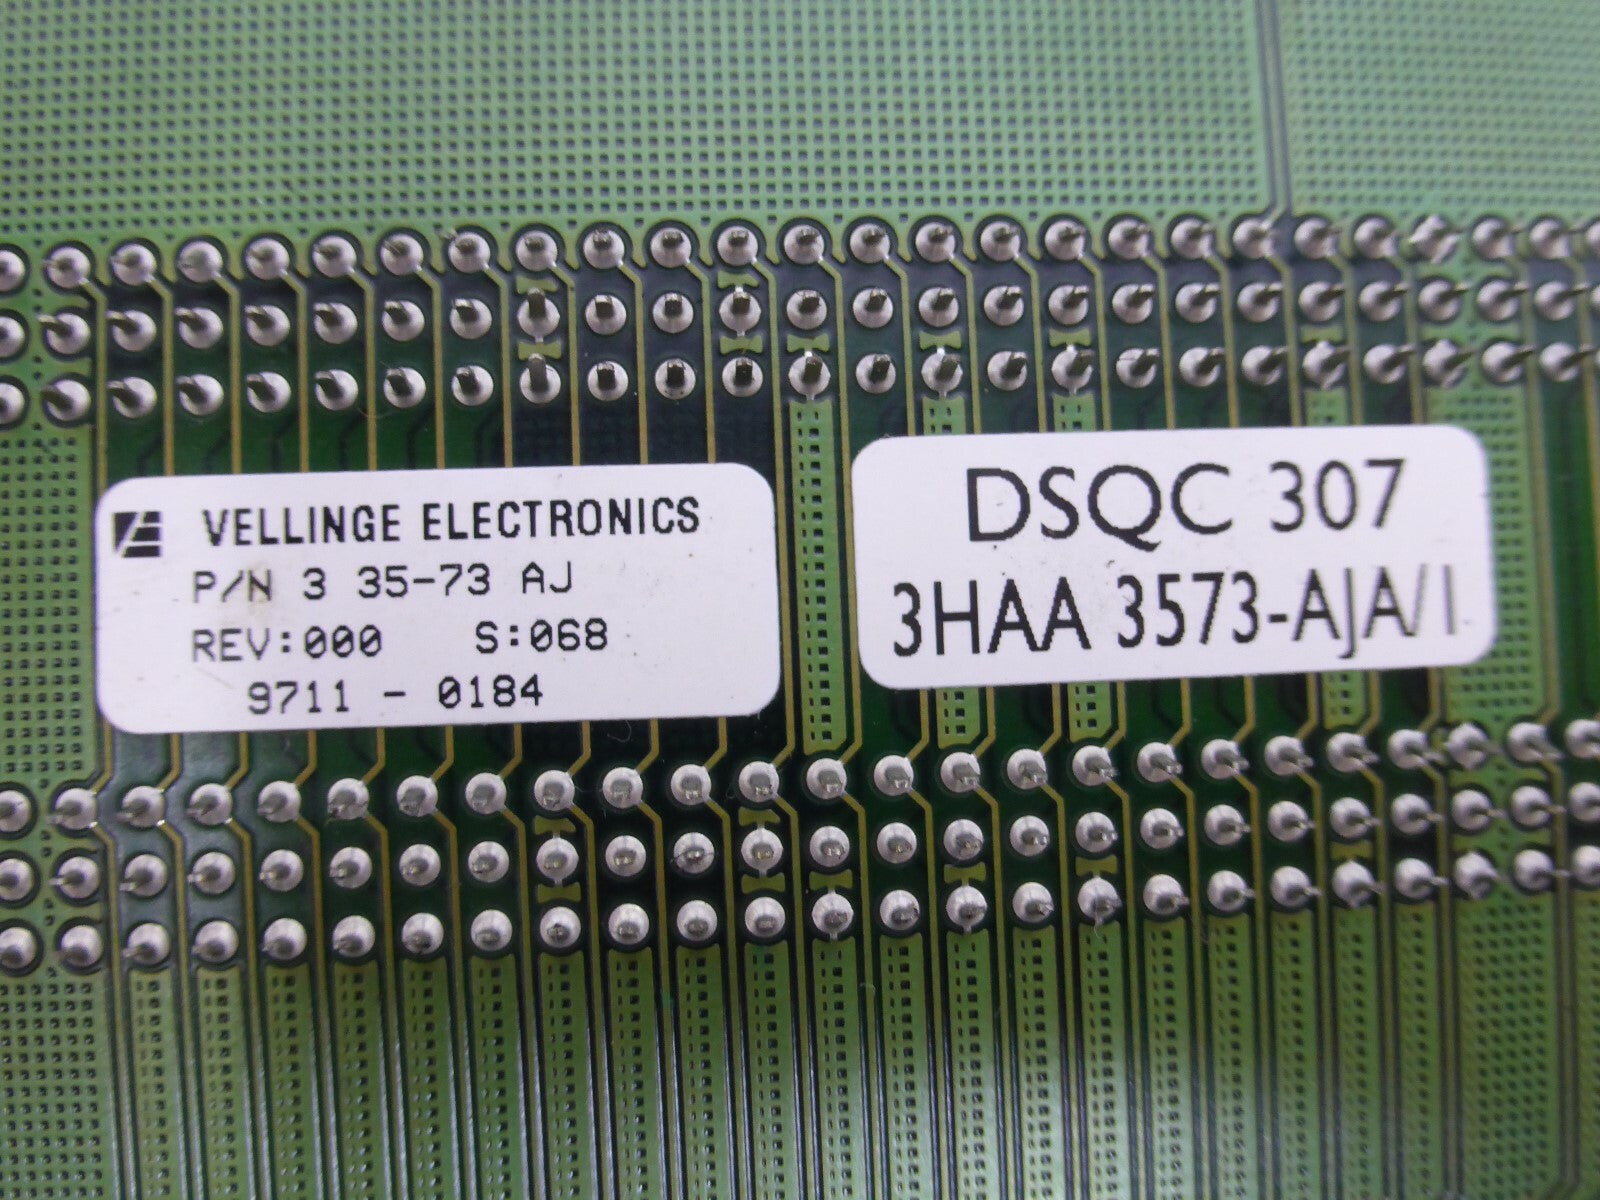 VELLINGE ELECTRONICS
P/N 3 35-73 AJ
REV:000 S:068
9711 - 0184
DSQC 307
3HAA 3573-AJA/1